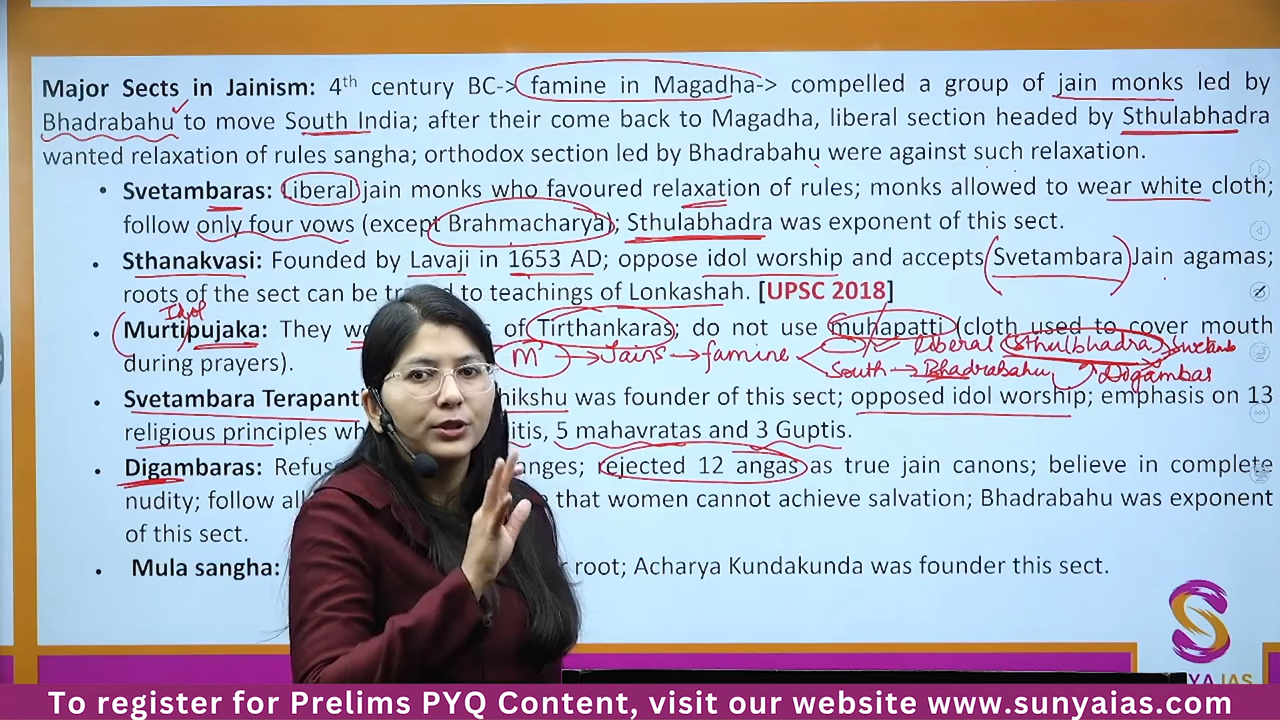 Major Sects in Jainism: 4th century BC-> famine in Magadha-> compelled a group of jain monks led by
Bhadrabahu to move South India; after their come back to Magadha, liberal section headed by Sthulabhadra
wanted relaxation of rules sangha; orthodox section led by Bhadrabahu were against such relaxation.
• Svetambaras: Liberal jain monks who favoured relaxation of rules; monks allowed to wear white cloth;
follow only four vows (except Brahmacharya); Sthulabhadra was exponent of this sect.
• Sthanakvasi: Founded by Lavaji in 1653 AD; oppose idol worship and accepts Svetambara Jain agamas;
roots of the sect can be to teachings of Lonkashah. [UPSC 2018]
Idol
• Murtipujaka: They of Tirthankaras; do not use muhapatti (cloth used to cover mouth
during prayers).
M' → Jains → famine
liberal (Sthulbhadra)
South → Bhadrabahu Digambar
• Svetambara Terapanti hikshu was founder of this sect; opposed idol worship; emphasis on 13
religious principles itis, 5 mahavratas and 3 Guptis.
• Digambaras: anges; rejected 12 angas as true jain canons; believe in complete
nudity; follow that women cannot achieve salvation; Bhadrabahu was exponent
of this sect.
• Mula sangha: root; Acharya Kundakunda was founder this sect.
S
YA IAS
To register for Prelims PYQ Content, visit our website www.sunyaias.com